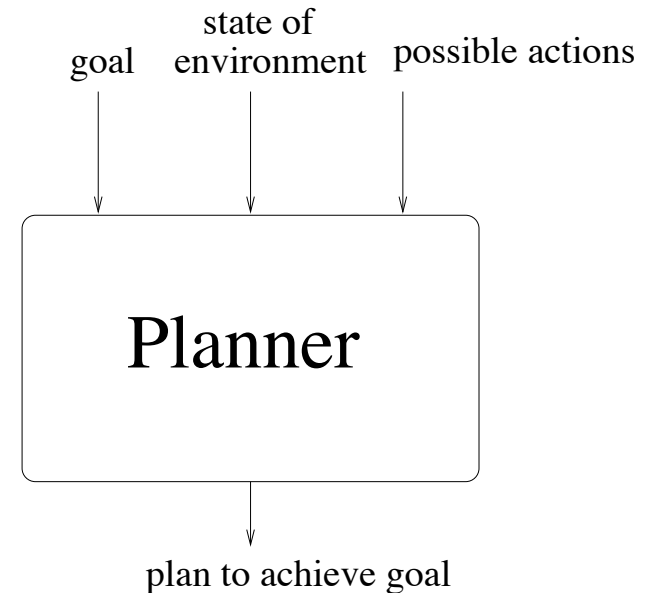 goal
state of
environment
possible actions
Planner
plan to achieve goal